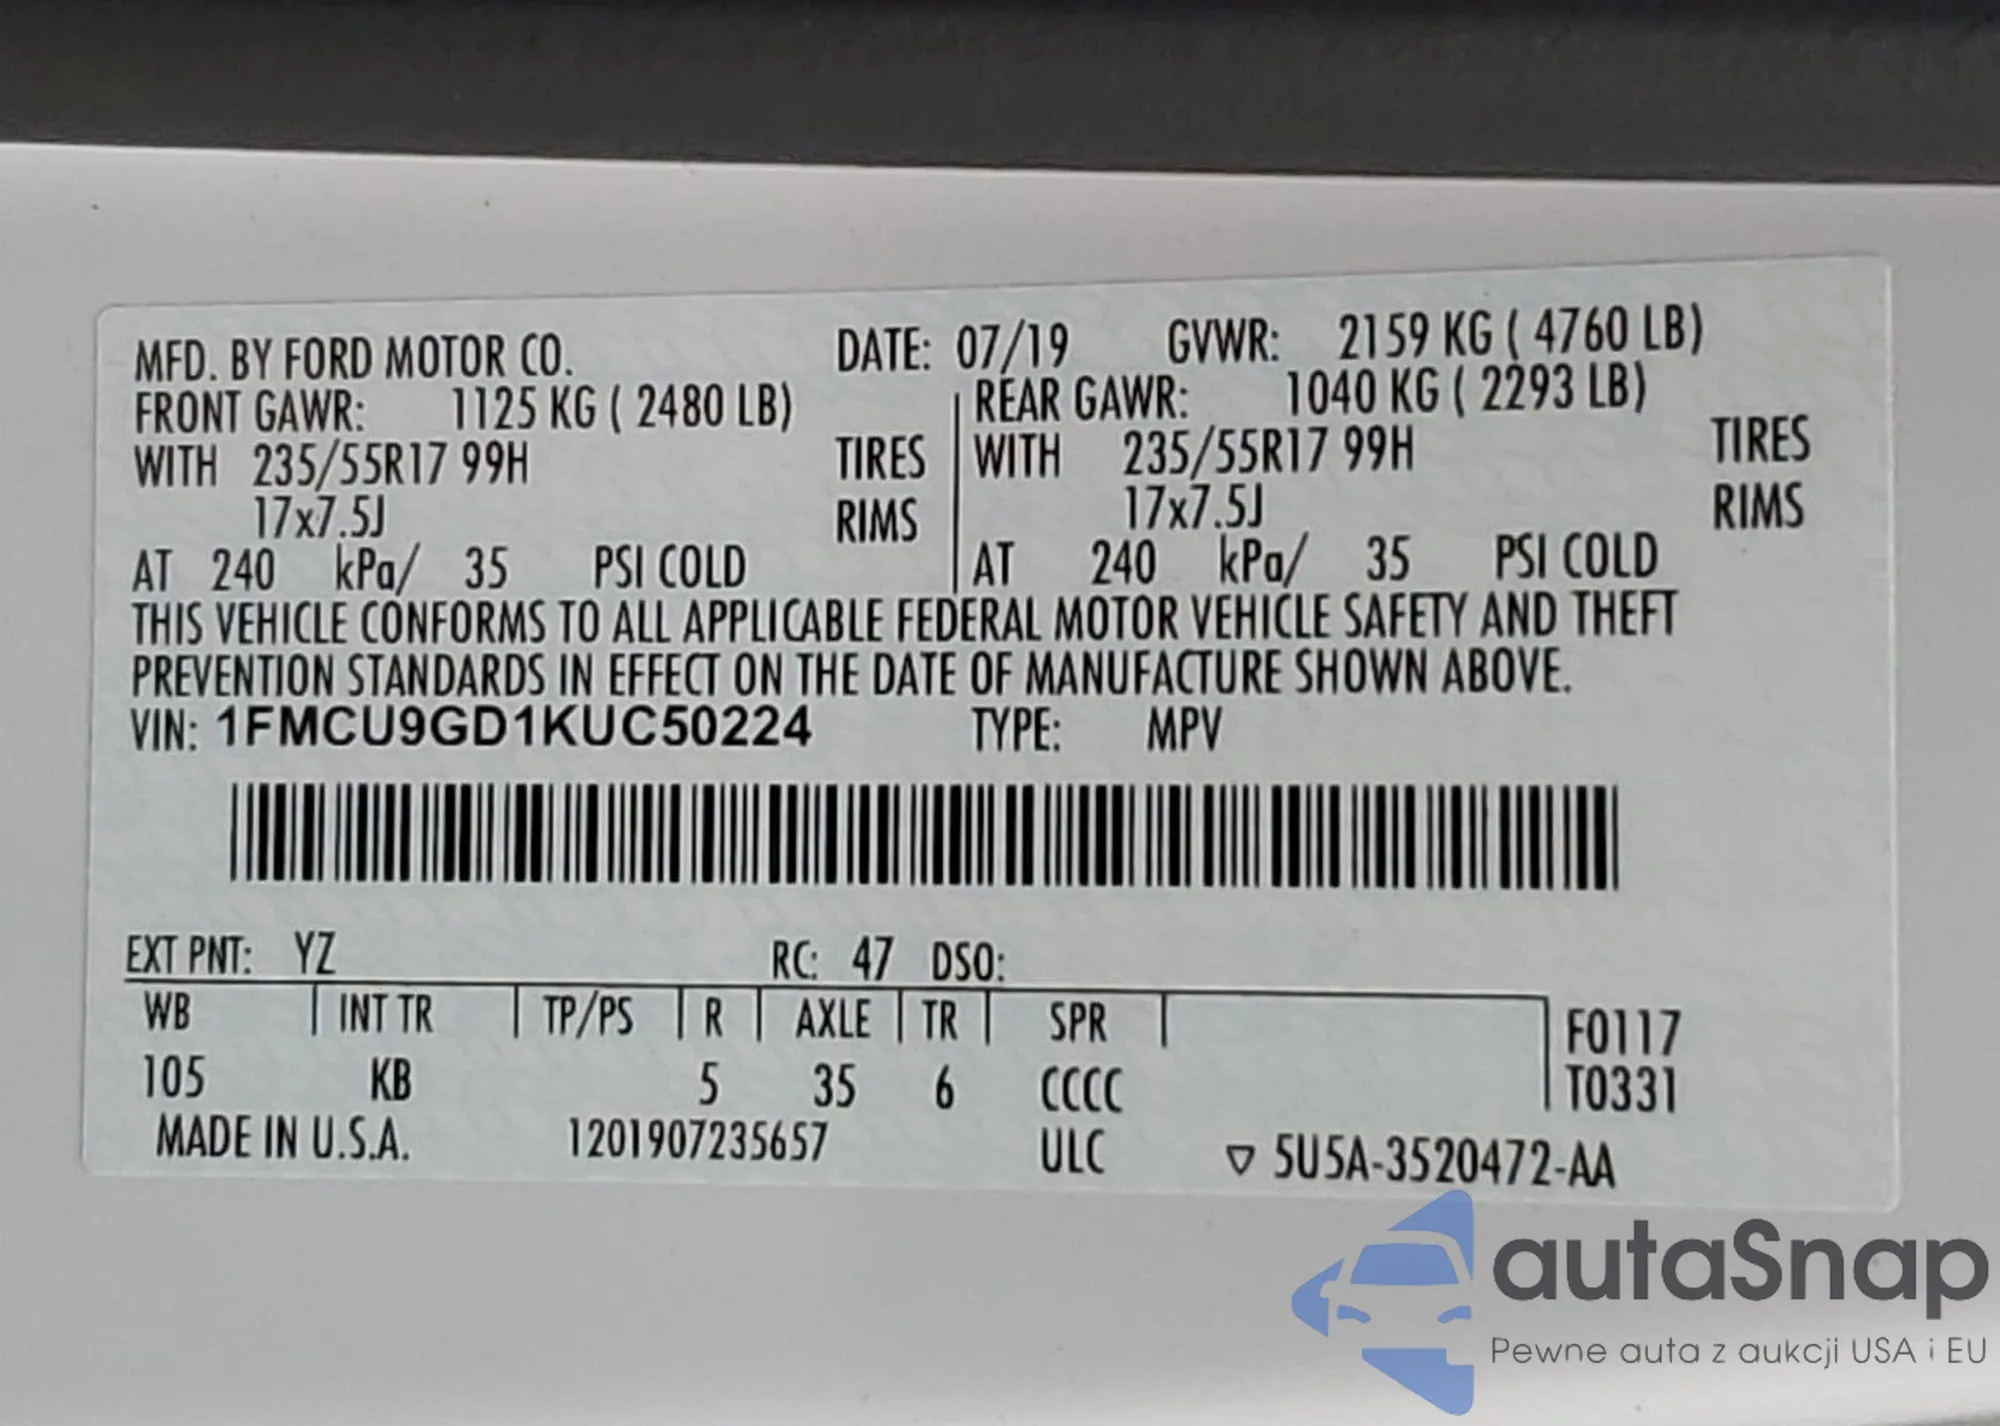 MFD. BY FORD MOTOR CO. DATE: 07/19 GVWR: 2159 KG ( 4760 LB)
FRONT GAWR: 1125 KG ( 2480 LB) REAR GAWR: 1040 KG ( 2293 LB)
WITH 235/55R17 99H TIRES WITH 235/55R17 99H TIRES
17x7.5J RIMS 17x7.5J RIMS
AT 240 kPa/ 35 PSI COLD AT 240 kPa/ 35 PSI COLD
THIS VEHICLE CONFORMS TO ALL APPLICABLE FEDERAL MOTOR VEHICLE SAFETY AND THEFT
PREVENTION STANDARDS IN EFFECT ON THE DATE OF MANUFACTURE SHOWN ABOVE.
VIN: 1FMCU9GD1KUC50224 TYPE: MPV
EXT PNT: YZ RC: 47 DSO:
WB INT TR TP/PS R AXLE TR SPR F0117
105 KB 5 35 6 CCCC T0331
MADE IN U.S.A. 1201907235657 ULC ▽ 5U5A-3520472-AA
autaSnap
Pewne auta z aukcji USA i EU